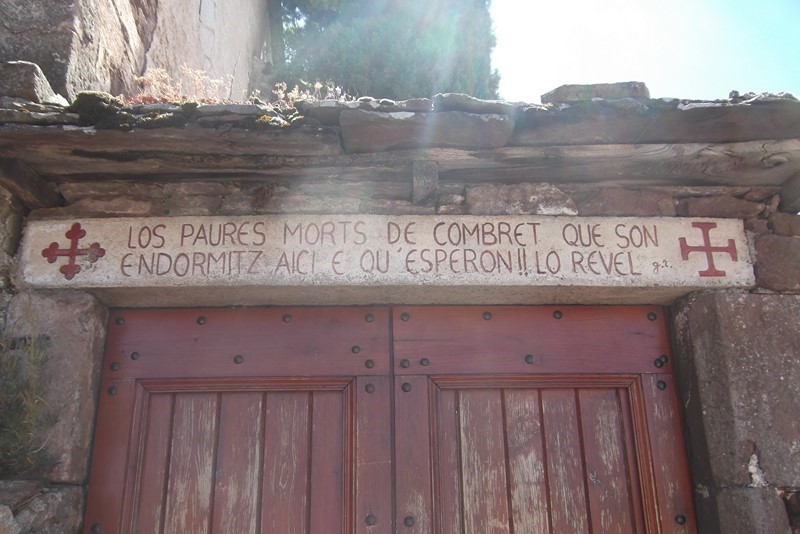 LOS PAURES MORTS DE COMBRET QUE SON
ENDORMITZ AICI E QU'ESPERON!! LO REVEL